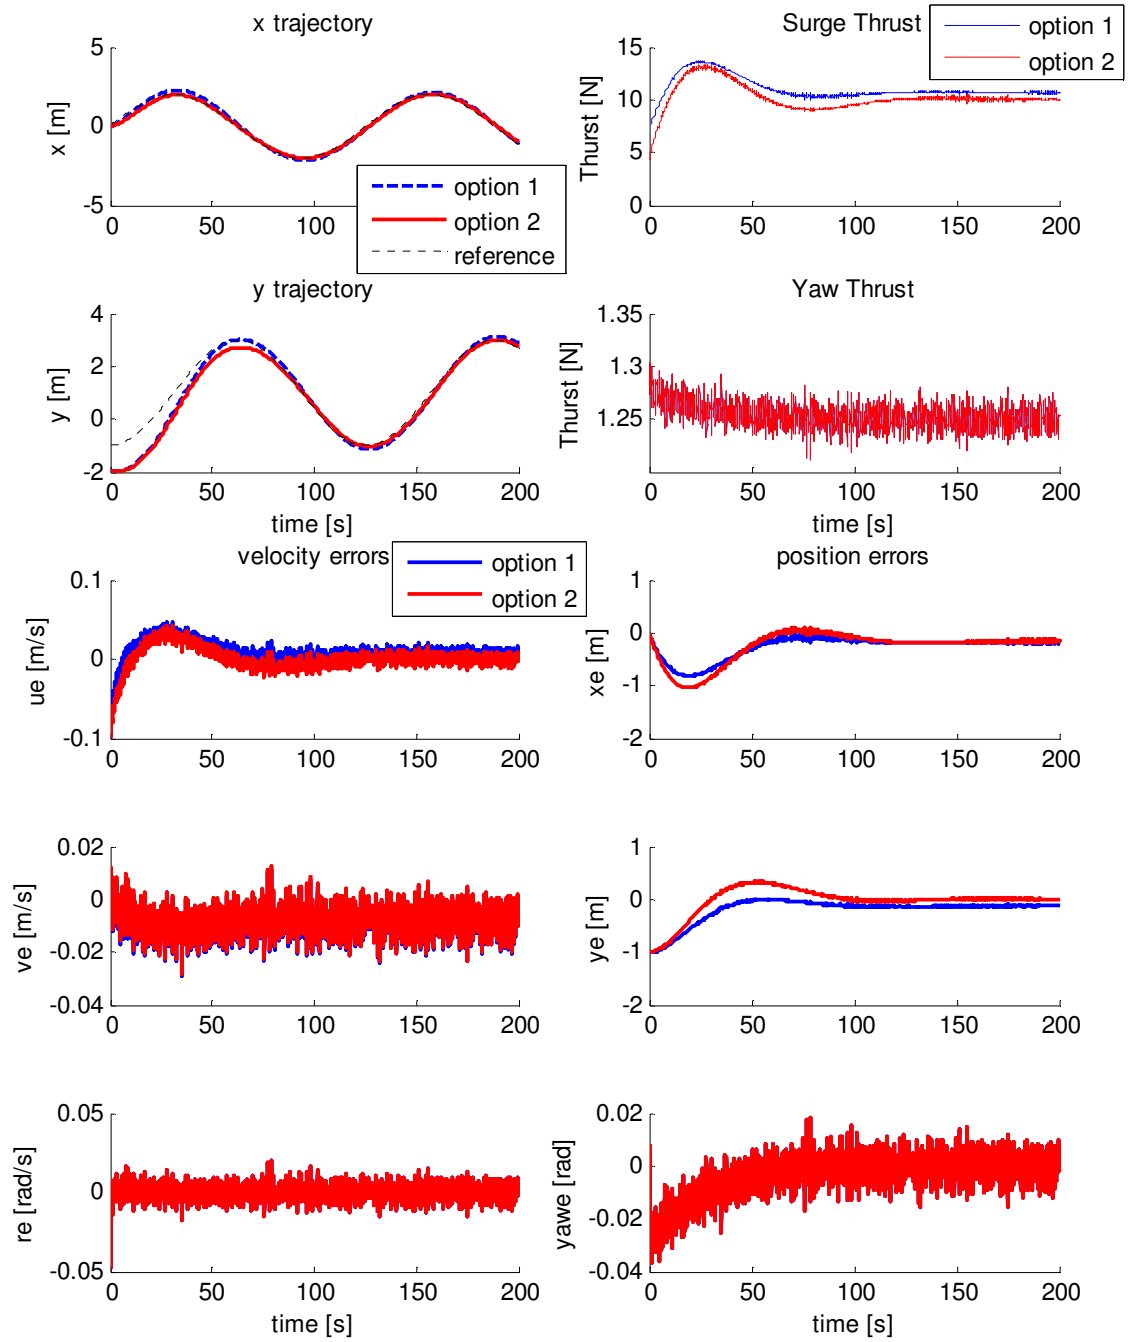 x trajectory
5
0
-5
x [m]
0 50 100 150 200
option 1
option 2
reference
Surge Thrust
option 1
option 2
15
10
5
0
Thurst [N]
0 50 100 150 200
y trajectory
4
2
0
-2
y [m]
0 50 100 150 200
time [s]
Yaw Thrust
1.35
1.3
1.25
Thurst [N]
0 50 100 150 200
time [s]
velocity errors
option 1
option 2
0.1
0
-0.1
ue [m/s]
0 50 100 150 200
position errors
1
0
-1
-2
xe [m]
0 50 100 150 200
0.02
0
-0.02
-0.04
ve [m/s]
0 50 100 150 200
1
0
-1
-2
ye [m]
0 50 100 150 200
0.05
0
-0.05
re [rad/s]
0 50 100 150 200
time [s]
0.02
0
-0.02
-0.04
yawe [rad]
0 50 100 150 200
time [s]